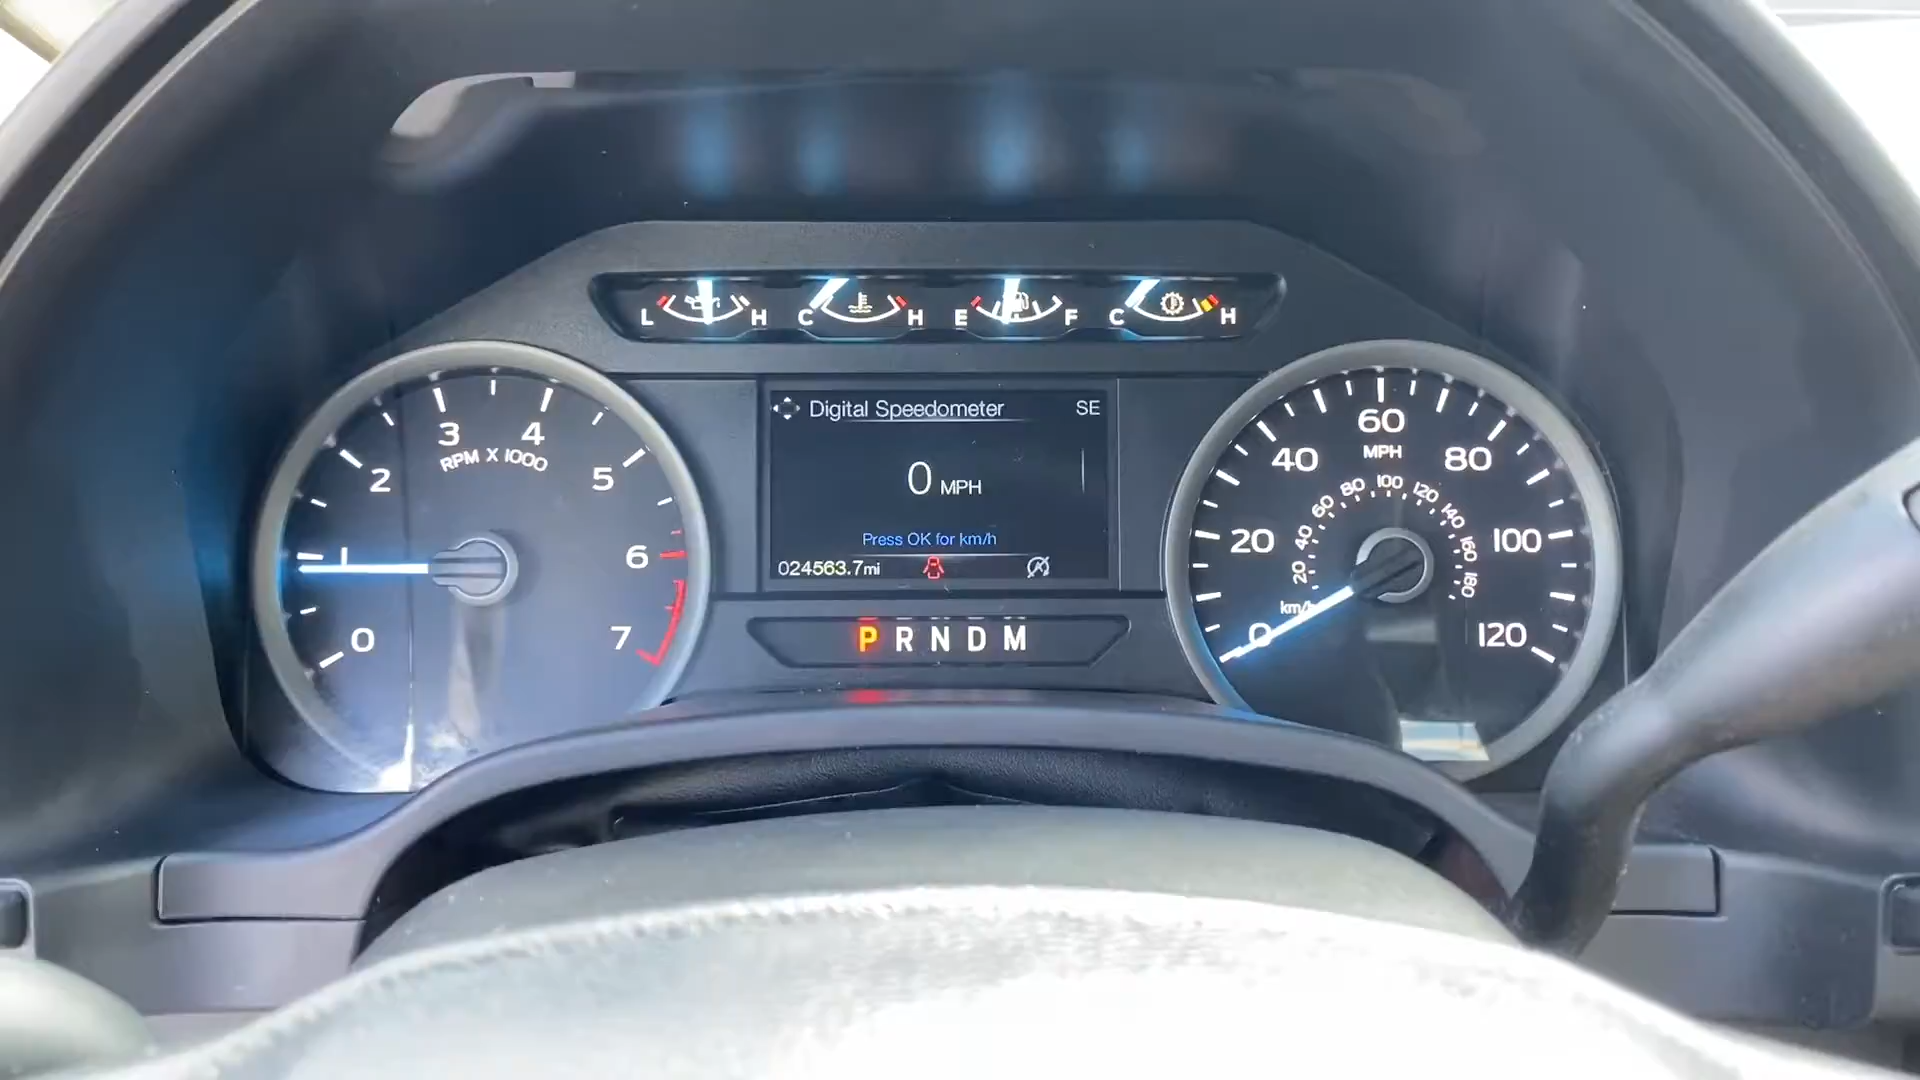 L H C H E F C H
Digital Speedometer SE
0 MPH
Press OK for km/h
024563.7mi
P R N D M
0 1 2 3 4 5 6 7
RPM X 1000
0 20 40 60 80 100 120
MPH
20 40 60 80 100 120 140 160 180
km/h